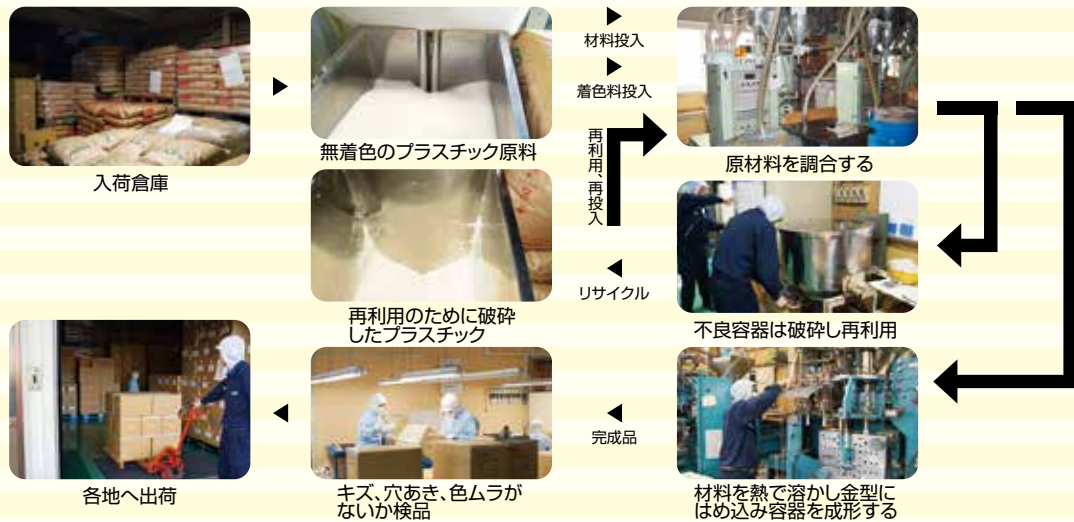 材料投入
着色料投入
入荷倉庫
無着色のプラスチック原料
再利用、再投入
原材料を調合する
リサイクル
再利用のために破砕
したプラスチック
不良容器は破砕し再利用
完成品
各地へ出荷
キズ、穴あき、色ムラが
ないか検品
材料を熱で溶かし金型に
はめ込み容器を成形する